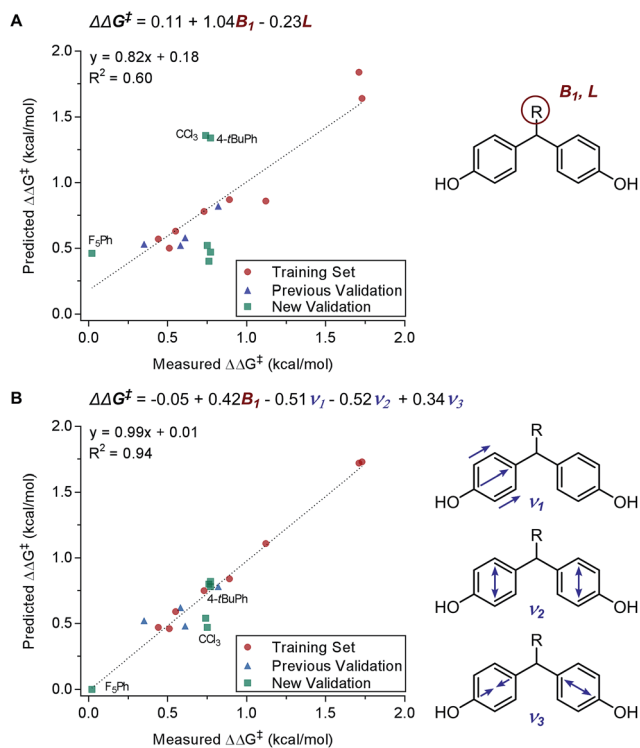 A
ΔΔG‡ = 0.11 + 1.04B₁ - 0.23L
y = 0.82x + 0.18
R² = 0.60
CCl₃
4-tBuPh
F₅Ph
Predicted ΔΔG‡ (kcal/mol)
2.0
1.5
1.0
0.5
0.0
Training Set
Previous Validation
New Validation
0.0 0.5 1.0 1.5 2.0
Measured ΔΔG‡ (kcal/mol)
B₁, L
R
HO OH
B
ΔΔG‡ = -0.05 + 0.42B₁ - 0.51ν₁ - 0.52ν₂ + 0.34ν₃
y = 0.99x + 0.01
R² = 0.94
4-tBuPh
CCl₃
F₅Ph
Predicted ΔΔG‡ (kcal/mol)
2.0
1.5
1.0
0.5
0.0
Training Set
Previous Validation
New Validation
0.0 0.5 1.0 1.5 2.0
Measured ΔΔG‡ (kcal/mol)
R
HO OH
ν₁
R
HO OH
ν₂
R
HO OH
ν₃